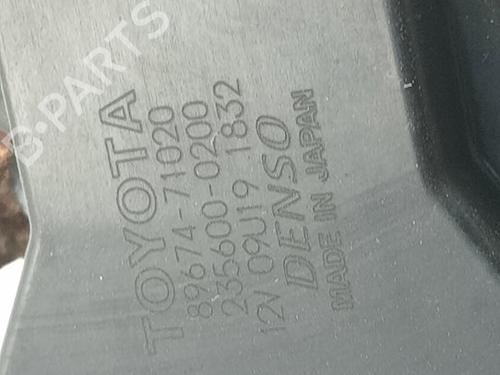 B-PARTS
TOYOTA
89674-71020
235600-0200
12V 09U19 1832
DENSO
MADE IN JAPAN